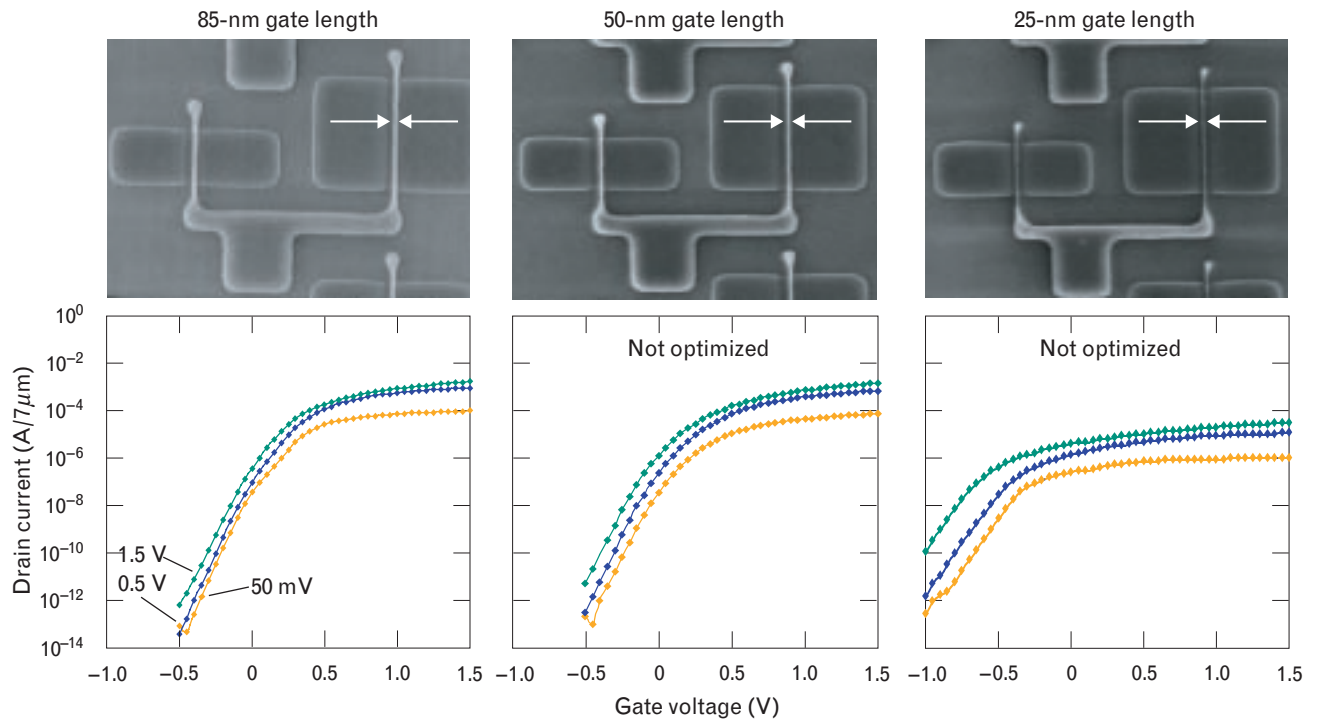 85-nm gate length
50-nm gate length
25-nm gate length
Drain current (A/7μm)
10⁰
10⁻²
10⁻⁴
10⁻⁶
10⁻⁸
10⁻¹⁰
10⁻¹²
10⁻¹⁴
1.5 V
0.5 V
50 mV
Not optimized
Not optimized
−1.0 −0.5 0 0.5 1.0 1.5
−1.0 −0.5 0 0.5 1.0 1.5
−1.0 −0.5 0 0.5 1.0 1.5
Gate voltage (V)